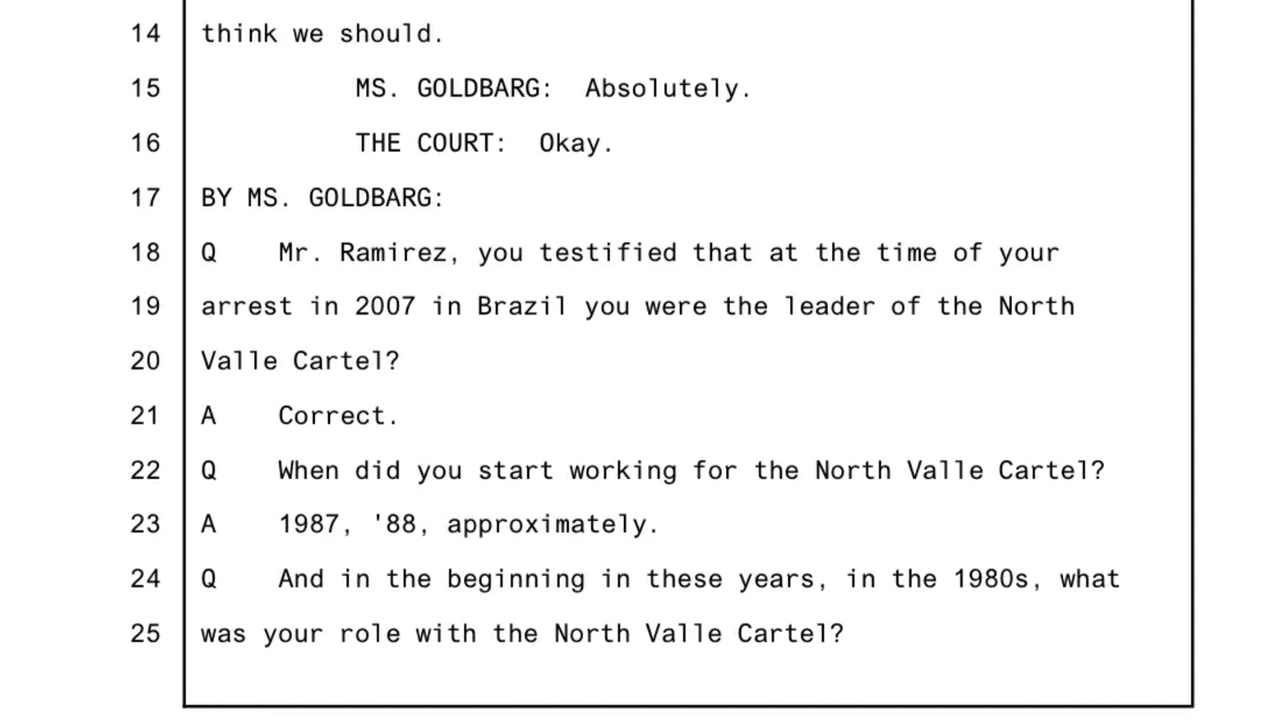 14 think we should.
15 MS. GOLDBARG: Absolutely.
16 THE COURT: Okay.
17 BY MS. GOLDBARG:
18 Q Mr. Ramirez, you testified that at the time of your
19 arrest in 2007 in Brazil you were the leader of the North
20 Valle Cartel?
21 A Correct.
22 Q When did you start working for the North Valle Cartel?
23 A 1987, '88, approximately.
24 Q And in the beginning in these years, in the 1980s, what
25 was your role with the North Valle Cartel?